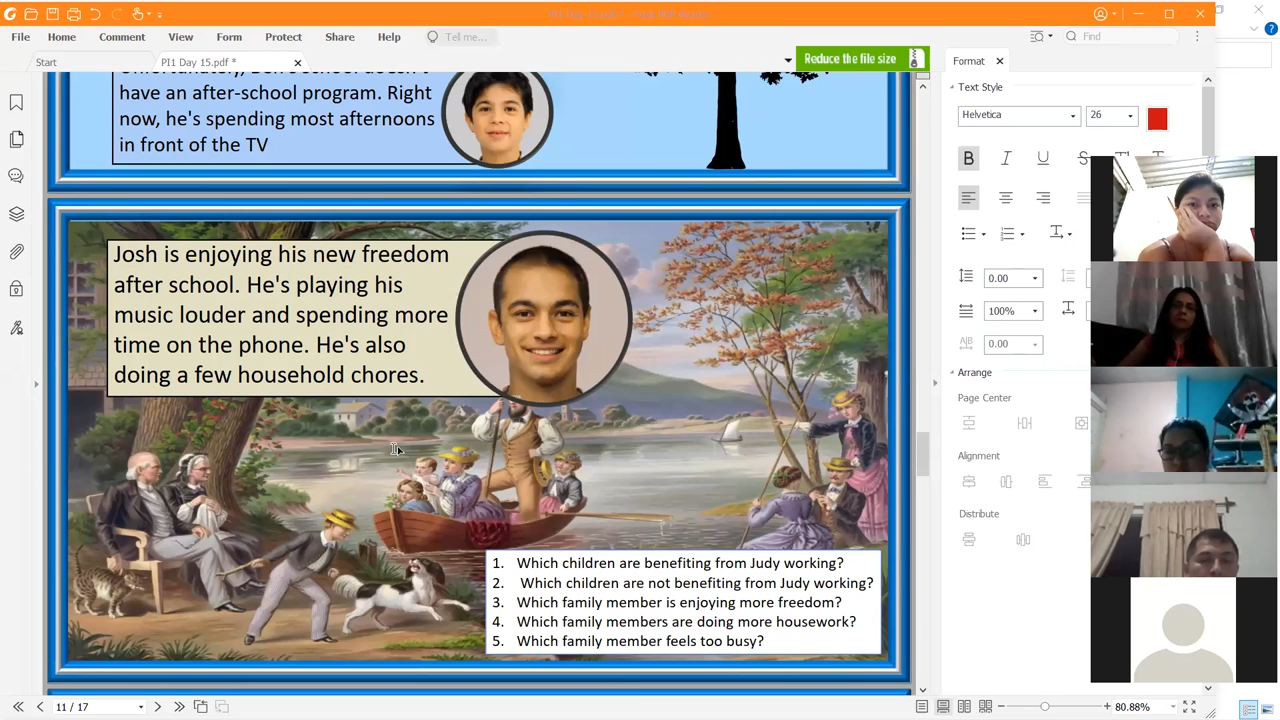 File Home Comment View Form Protect Share Help Tell me... Find
Start PI1 Day 15.pdf * Reduce the file size Format
have an after-school program. Right
now, he's spending most afternoons
in front of the TV
Josh is enjoying his new freedom
after school. He's playing his
music louder and spending more
time on the phone. He's also
doing a few household chores.
1. Which children are benefiting from Judy working?
2. Which children are not benefiting from Judy working?
3. Which family member is enjoying more freedom?
4. Which family members are doing more housework?
5. Which family member feels too busy?
Text Style
Helvetica 26
B I U S
0.00
100%
0.00
Arrange
Page Center
Alignment
Distribute
11 / 17 80.88%